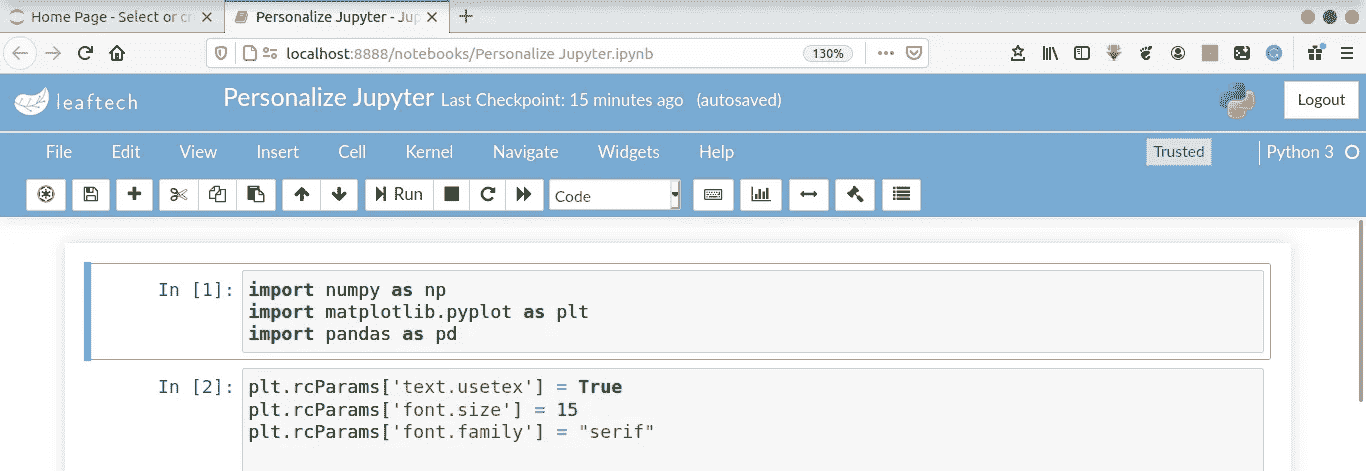 Home Page - Select or cr
Personalize Jupyter - Jup
localhost:8888/notebooks/Personalize Jupyter.ipynb
130%
leaftech
Personalize Jupyter Last Checkpoint: 15 minutes ago (autosaved)
Logout
File Edit View Insert Cell Kernel Navigate Widgets Help
Trusted
Python 3
Run
Code
In [1]:
import numpy as np
import matplotlib.pyplot as plt
import pandas as pd
In [2]:
plt.rcParams['text.usetex'] = True
plt.rcParams['font.size'] = 15
plt.rcParams['font.family'] = "serif"